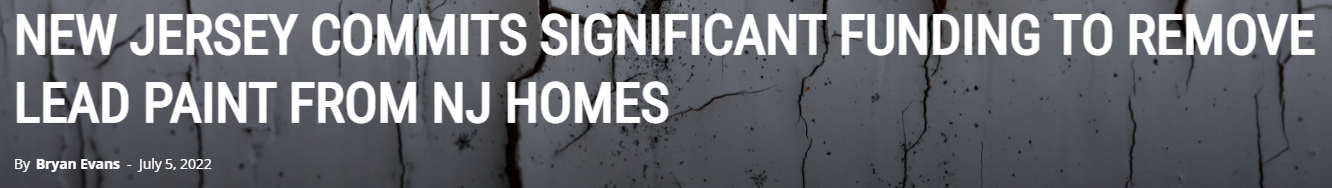 NEW JERSEY COMMITS SIGNIFICANT FUNDING TO REMOVE
LEAD PAINT FROM NJ HOMES
By Bryan Evans - July 5, 2022